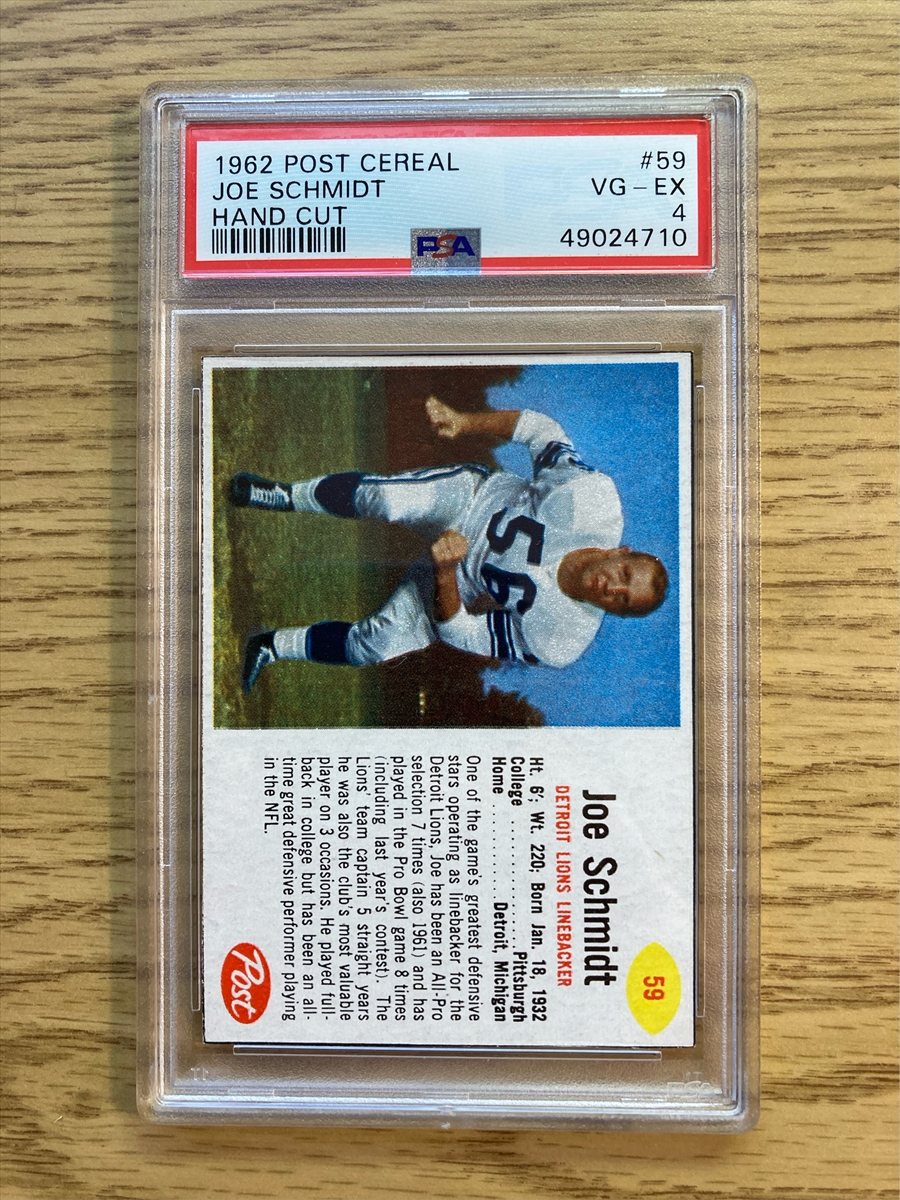 1962 POST CEREAL #59
JOE SCHMIDT VG - EX
HAND CUT 4
PSA 49024710
56
Joe Schmidt
59
DETROIT LIONS LINEBACKER
Ht. 6'; Wt. 220; Born Jan. 18, 1932
College ............ Pittsburgh
Home .......... Detroit, Michigan
One of the game's greatest defensive
stars operating as linebacker for the
Detroit Lions, Joe has been an All-Pro
selection 7 times (also 1961) and has
played in the Pro Bowl game 8 times
(including last year's contest). The
Lions' team captain 5 straight years
he was also the club's most valuable
player on 3 occasions. He played full-
back in college but has been an all-
time great defensive performer playing
in the NFL.
Post